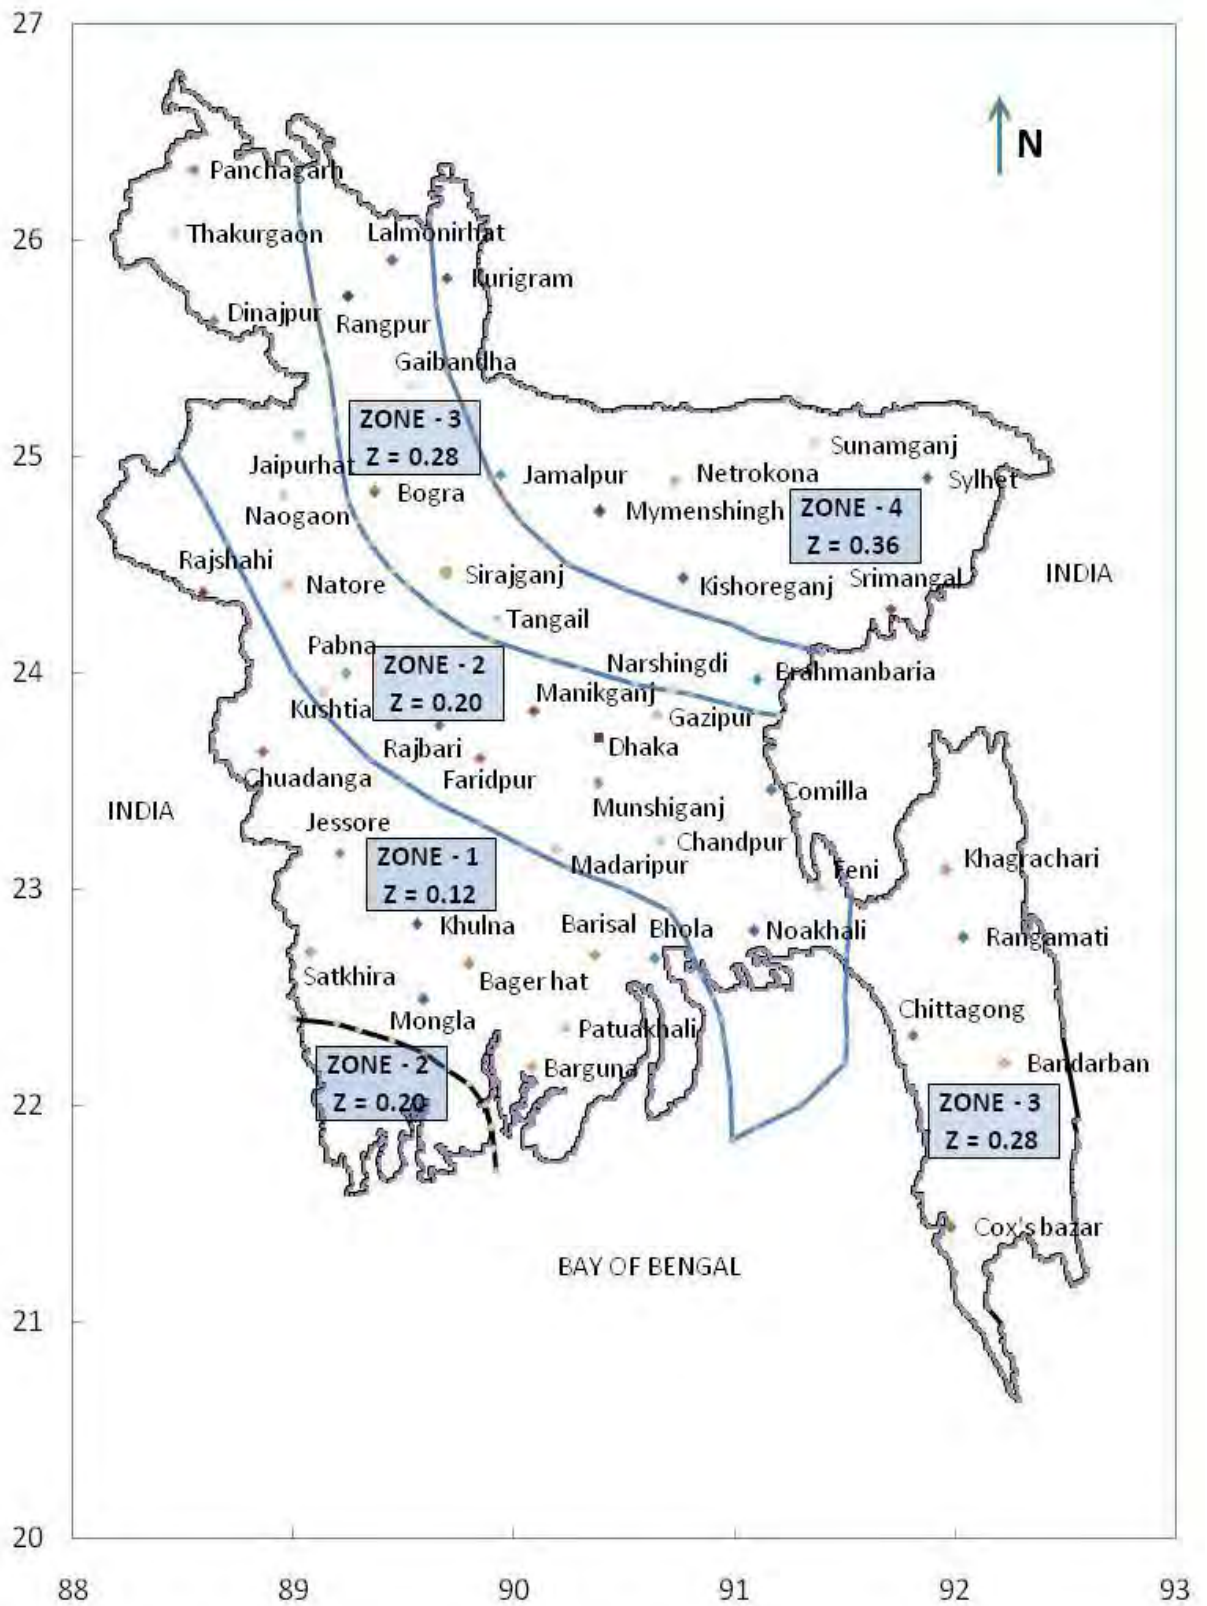 27
N
Panchagarh
26
Thakurgaon
Lalmonirhat
Kurigram
Dinajpur
Rangpur
Gaibandha
ZONE - 3
Z = 0.28
25
Sunamganj
Jaipurhat
Jamalpur
Netrokona
Sylhet
Bogra
Mymenshingh
ZONE - 4
Z = 0.36
Naogaon
Rajshahi
Natore
Sirajganj
Kishoreganj
Srimangal
INDIA
Tangail
Pabna
24
ZONE - 2
Z = 0.20
Narshingdi
Brahmanbaria
Manikganj
Kushtia
Gazipur
Rajbari
Dhaka
Chuadanga
Faridpur
Comilla
INDIA
Munshiganj
Jessore
Chandpur
ZONE - 1
Z = 0.12
Madaripur
Feni
Khagrachari
23
Khulna
Barisal
Bhola
Noakhali
Rangamati
Satkhira
Bagerhat
Mongla
Patuakhali
Chittagong
ZONE - 2
Z = 0.20
Barguna
Bandarban
22
ZONE - 3
Z = 0.28
Cox's bazar
BAY OF BENGAL
21
20
88 89 90 91 92 93